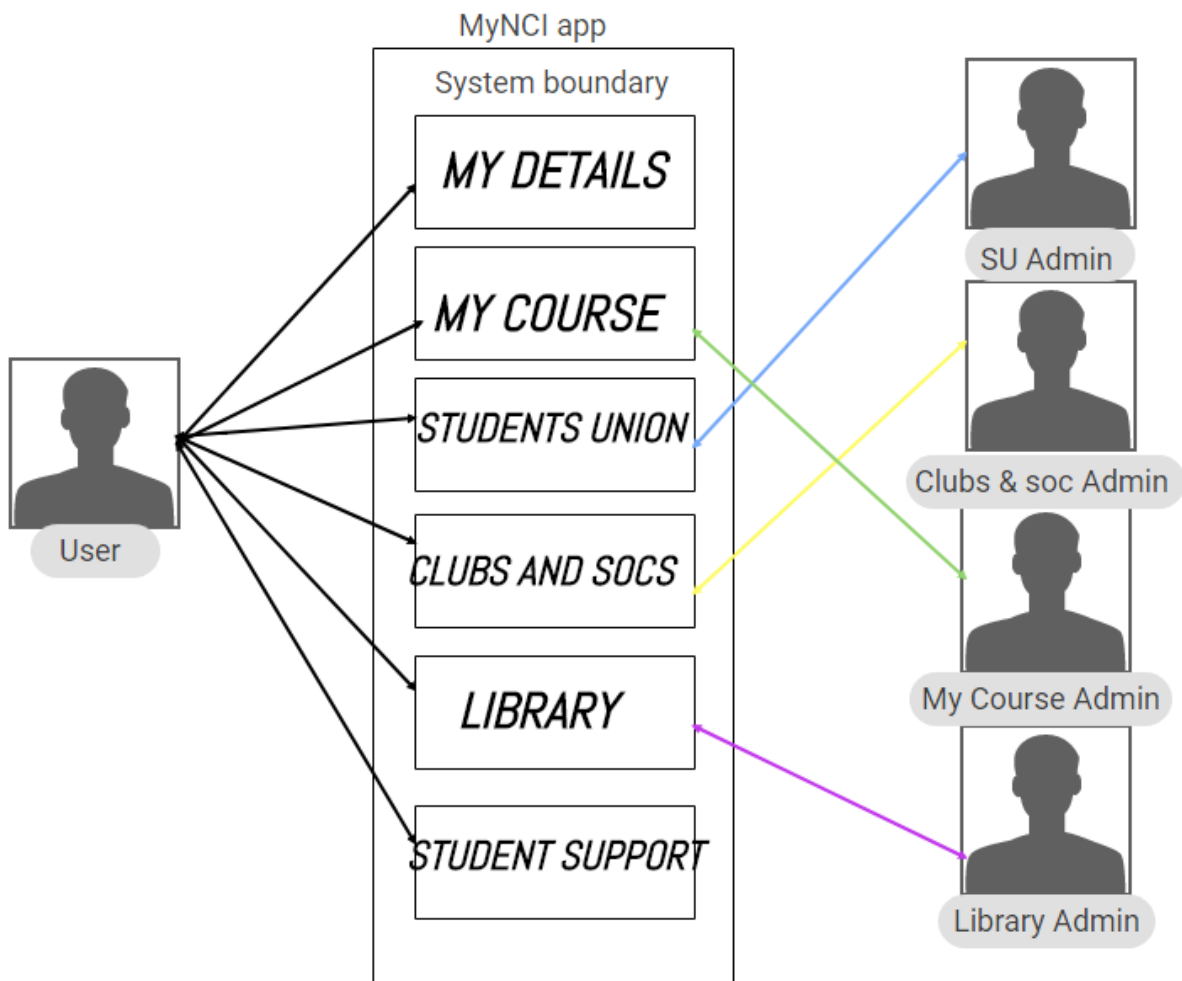 MyNCI app
System boundary
MY DETAILS
MY COURSE
STUDENTS UNION
CLUBS AND SOCS
LIBRARY
STUDENT SUPPORT
User
SU Admin
Clubs & soc Admin
My Course Admin
Library Admin